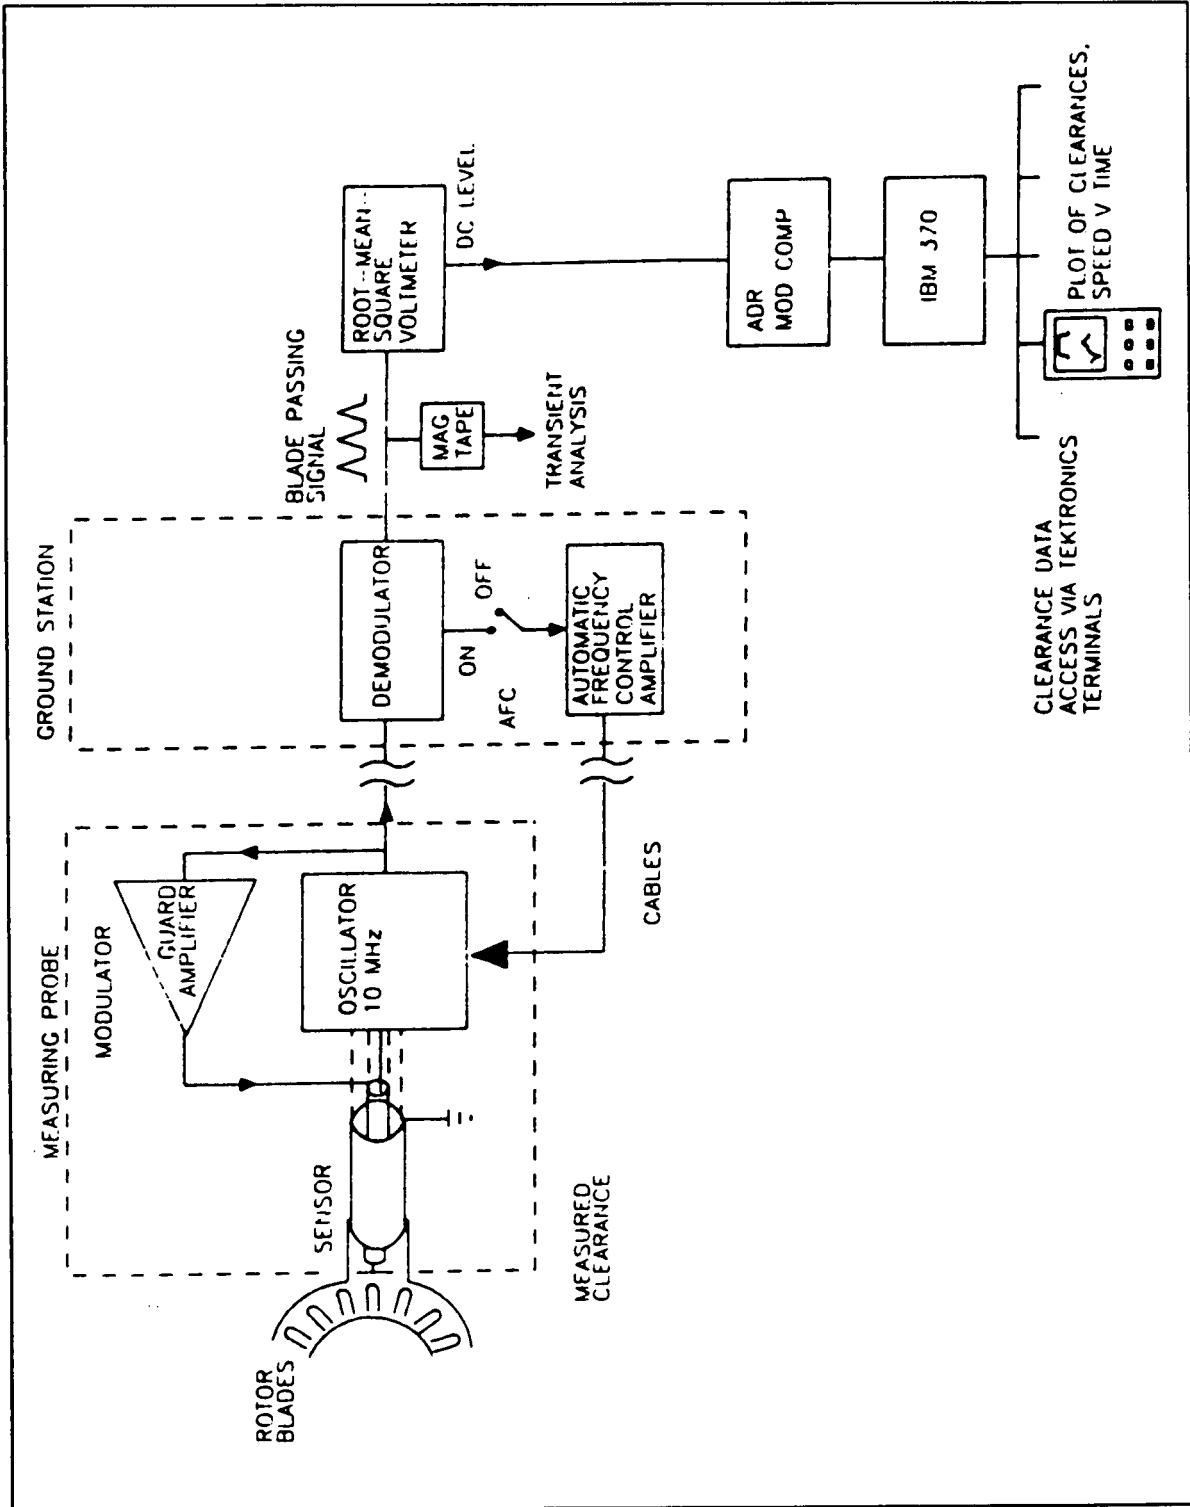 MEASURING PROBE
MODULATOR
GUARD
AMPLIFIER
OSCILLATOR
10 MHz
SENSOR
ROTOR
BLADES
MEASURED
CLEARANCE
CABLES
GROUND STATION
DEMODULATOR
ON
OFF
AFC
AUTOMATIC
FREQUENCY
CONTROL
AMPLIFIER
BLADE PASSING
SIGNAL
MAG
TAPE
TRANSIENT
ANALYSIS
ROOT-MEAN-
SQUARE
VOLTMETER
DC LEVEL
ADR
MOD COMP
IBM 370
PLOT OF CLEARANCES,
SPEED V TIME
CLEARANCE DATA
ACCESS VIA TEKTRONICS
TERMINALS